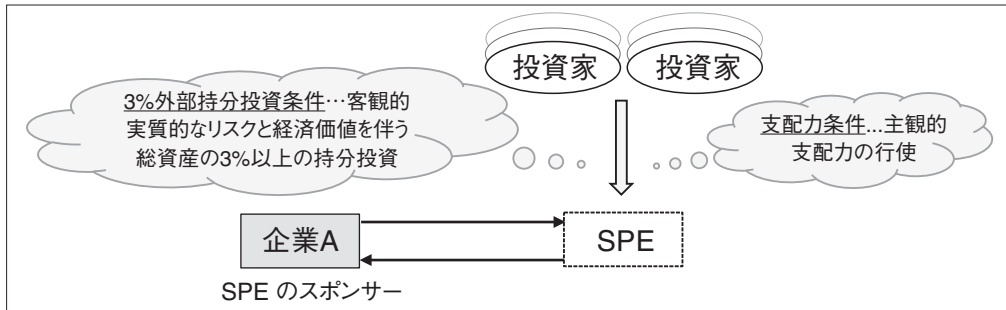 投資家 投資家
3%外部持分投資条件…客観的
実質的なリスクと経済価値を伴う
総資産の3%以上の持分投資
支配力条件...主観的
支配力の行使
企業A
SPE
SPE のスポンサー